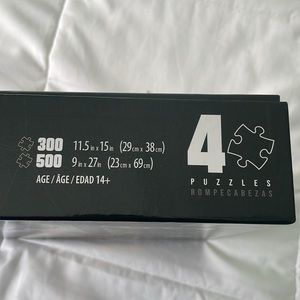 300 11.5 in x 15 in (29 cm x 38 cm)
500 9 in x 27 in (23 cm x 69 cm)
AGE / ÂGE / EDAD 14+
4
PUZZLES
ROMPECABEZAS